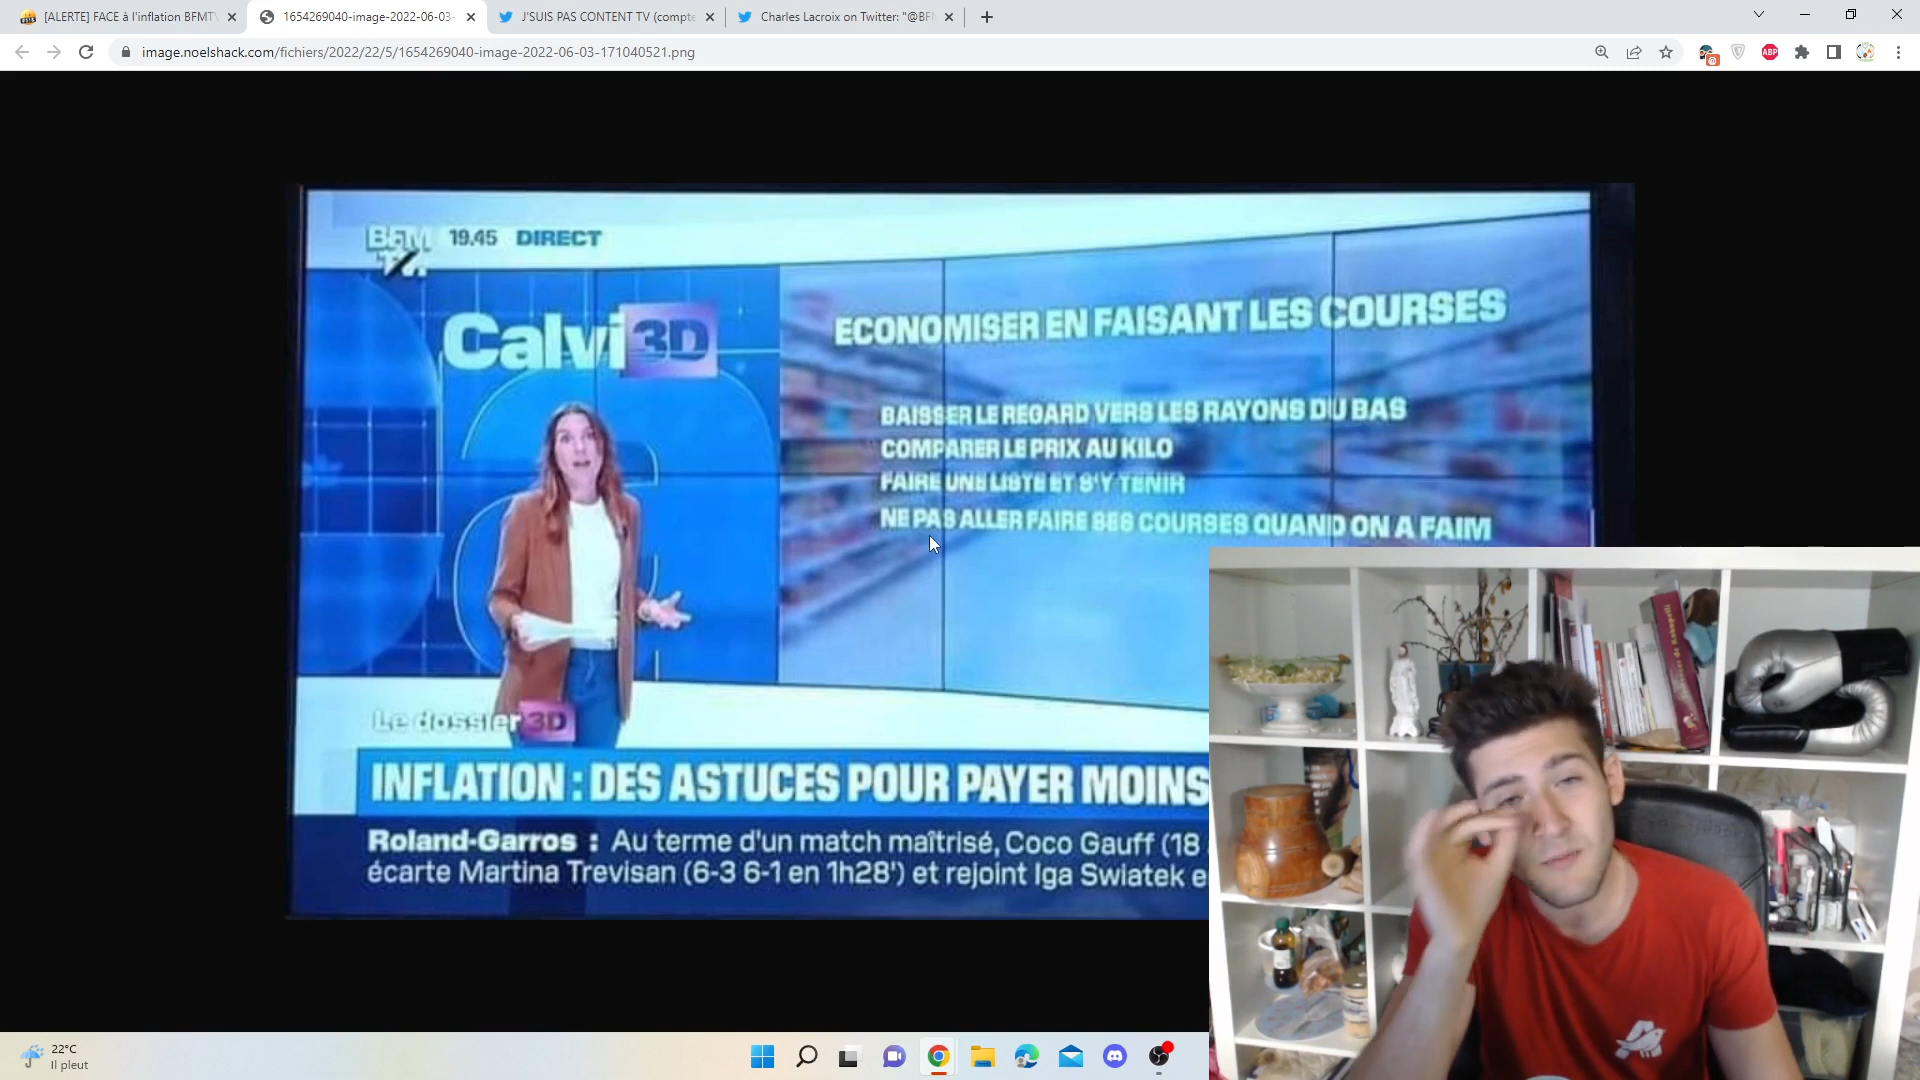 [ALERTE] FACE à l'inflation BFMT
1654269040-image-2022-06-03-
J'SUIS PAS CONTENT TV (compte
Charles Lacroix on Twitter: "@BF
image.noelshack.com/fichiers/2022/22/5/1654269040-image-2022-06-03-171040521.png
ABP
BFM TV. 19.45 DIRECT
Calvi 3D
ECONOMISER EN FAISANT LES COURSES
BAISSER LE REGARD VERS LES RAYONS DU BAS
COMPARER LE PRIX AU KILO
FAIRE UNE LISTE ET S'Y TENIR
NE PAS ALLER FAIRE SES COURSES QUAND ON A FAIM
Le dossier 3D
INFLATION : DES ASTUCES POUR PAYER MOINS
Roland-Garros : Au terme d'un match maîtrisé, Coco Gauff (18
écarte Martina Trevisan (6-3 6-1 en 1h28') et rejoint Iga Swiatek e
22°C
Il pleut